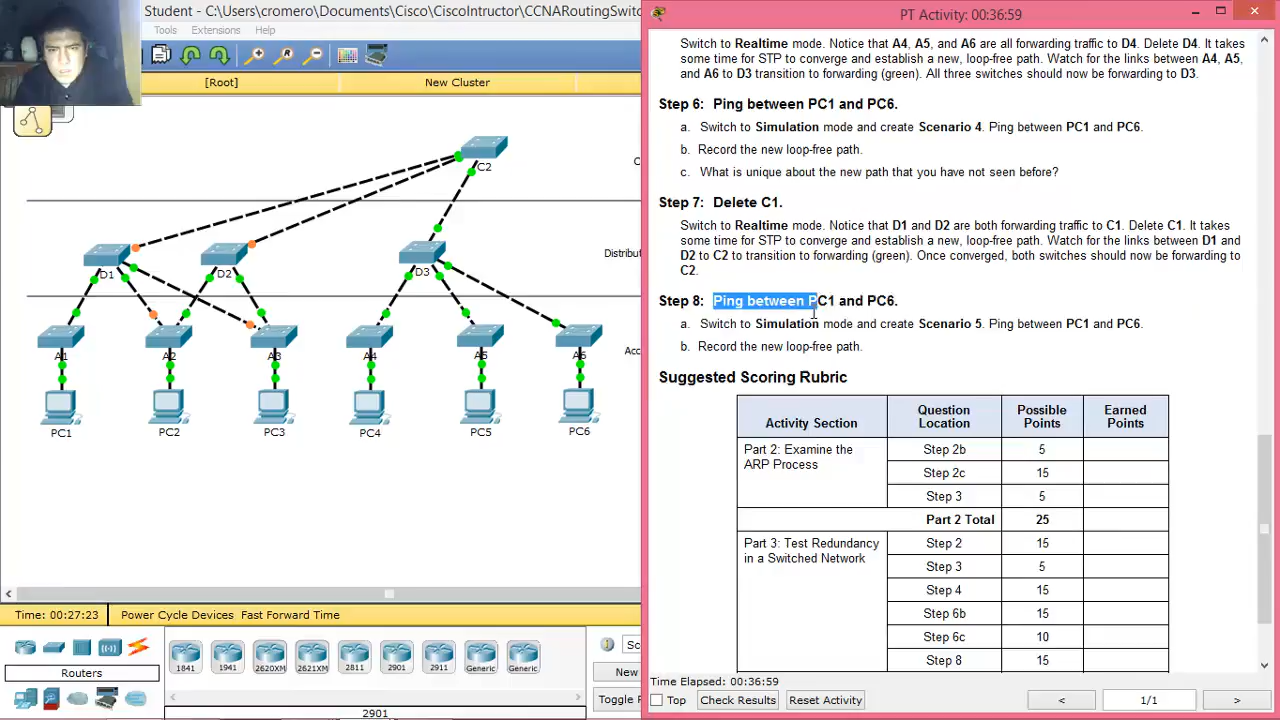 Student - C:\Users\cromero\Documents\Cisco\CiscoIntructor\CCNARoutingSwitc
Tools Extensions Help
[Root] New Cluster
C2
D1 D2 D3
Distribut
A1 A2 A3 A4 A5 A6
Acc
PC1 PC2 PC3 PC4 PC5 PC6
Time: 00:27:23 Power Cycle Devices Fast Forward Time
1841 1941 2620XM 2621XM 2811 2901 2911 Generic Generic
Routers
2901
Sc
New
Toggle
PT Activity: 00:36:59
Switch to Realtime mode. Notice that A4, A5, and A6 are all forwarding traffic to D4. Delete D4. It takes
some time for STP to converge and establish a new, loop-free path. Watch for the links between A4, A5,
and A6 to D3 transition to forwarding (green). All three switches should now be forwarding to D3.
Step 6: Ping between PC1 and PC6.
a. Switch to Simulation mode and create Scenario 4. Ping between PC1 and PC6.
b. Record the new loop-free path.
c. What is unique about the new path that you have not seen before?
Step 7: Delete C1.
Switch to Realtime mode. Notice that D1 and D2 are both forwarding traffic to C1. Delete C1. It takes
some time for STP to converge and establish a new, loop-free path. Watch for the links between D1 and
D2 to C2 to transition to forwarding (green). Once converged, both switches should now be forwarding to
C2.
Step 8: Ping between PC1 and PC6.
a. Switch to Simulation mode and create Scenario 5. Ping between PC1 and PC6.
b. Record the new loop-free path.
Suggested Scoring Rubric
Activity Section Question Location Possible Points Earned Points
Part 2: Examine the ARP Process Step 2b 5
Step 2c 15
Step 3 5
Part 2 Total 25
Part 3: Test Redundancy in a Switched Network Step 2 15
Step 3 5
Step 4 15
Step 6b 15
Step 6c 10
Step 8 15
Time Elapsed: 00:36:59
Top Check Results Reset Activity < 1/1 >